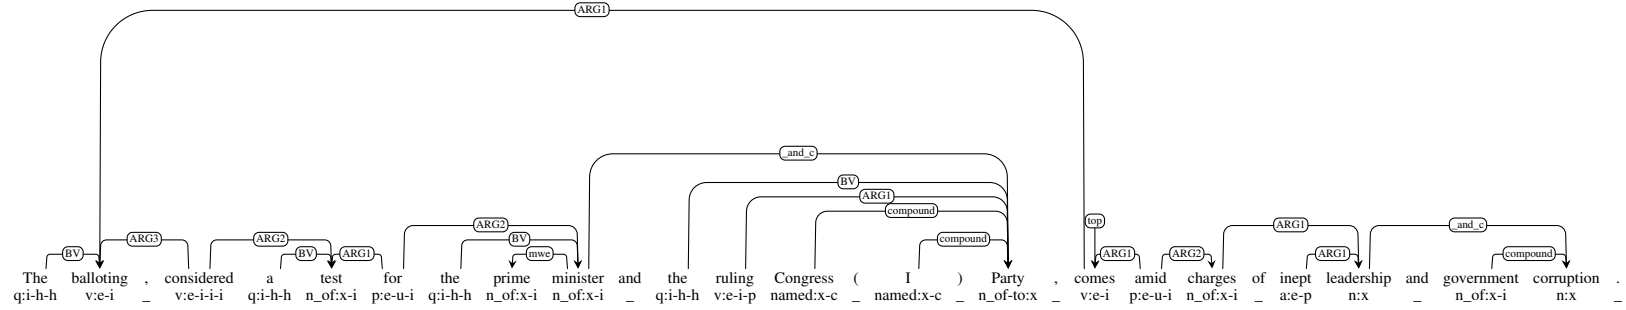 ARG1
_and_c
BV
ARG1
compound
top
ARG2 ARG1 _and_c
ARG3 ARG2 BV compound
BV BV ARG1 mwe ARG1 ARG2 ARG1 compound
The balloting , considered a test for the prime minister and the ruling Congress ( I ) Party , comes amid charges of inept leadership and government corruption .
q:i-h-h v:e-i _ v:e-i-i-i q:i-h-h n_of:x-i p:e-u-i q:i-h-h n_of:x-i n_of:x-i _ q:i-h-h v:e-i-p named:x-c _ named:x-c _ n_of-to:x _ v:e-i p:e-u-i n_of:x-i _ a:e-p n:x _ n_of:x-i n:x _